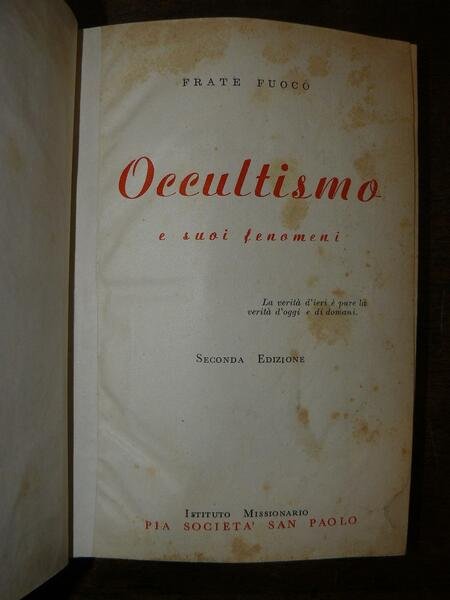 FRATE FUOCO
Occultismo
e suoi fenomeni
La verità d'ieri è pure la
verità d'oggi e di domani.
SECONDA EDIZIONE
ISTITUTO MISSIONARIO
PIA SOCIETA' SAN PAOLO